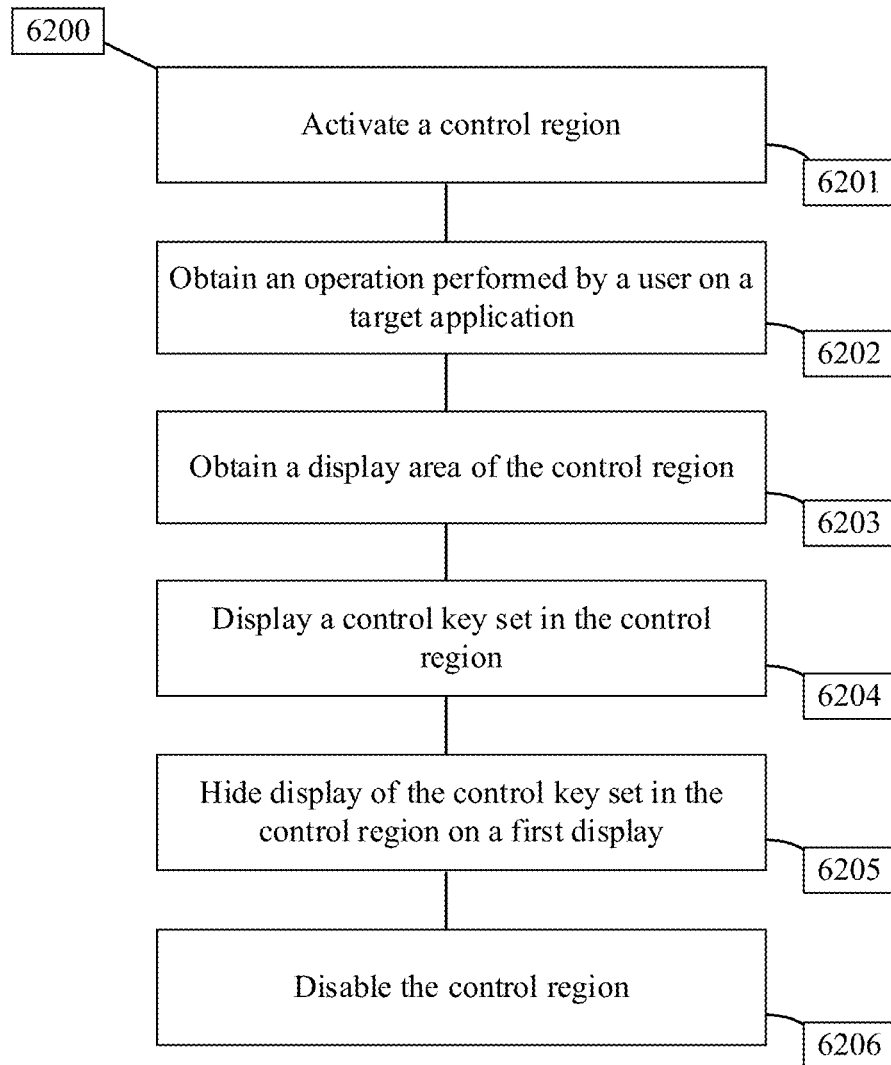 6200
Activate a control region
6201
Obtain an operation performed by a user on a
target application
6202
Obtain a display area of the control region
6203
Display a control key set in the control
region
6204
Hide display of the control key set in the
control region on a first display
6205
Disable the control region
6206